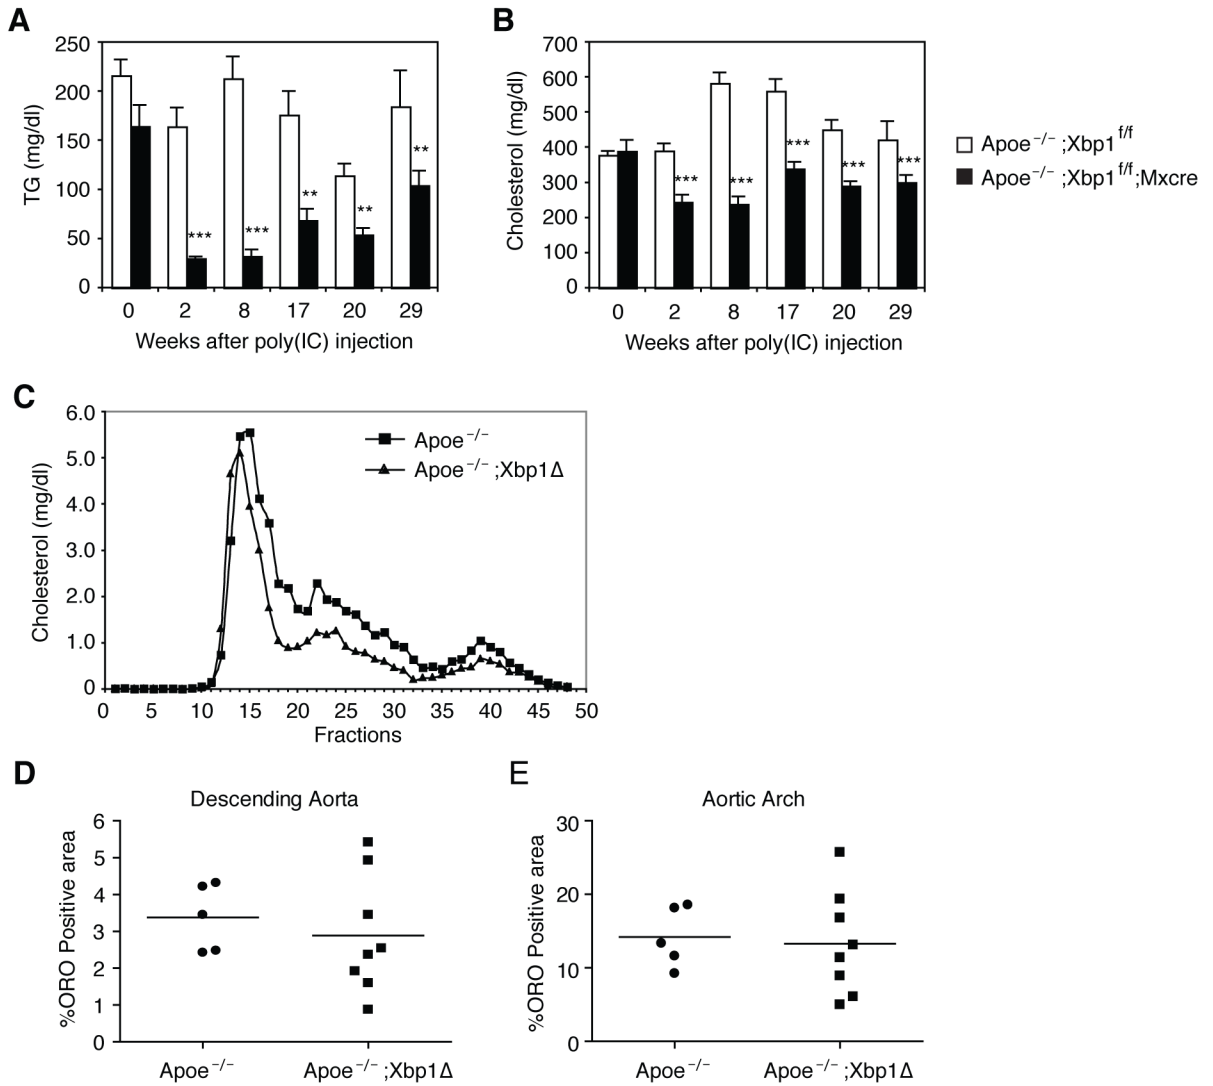 A
TG (mg/dl)
250
200
150
100
50
0
***
***
**
**
**
0 2 8 17 20 29
Weeks after poly(IC) injection
B
Cholesterol (mg/dl)
700
600
500
400
300
200
100
0
***
***
***
***
***
0 2 8 17 20 29
Weeks after poly(IC) injection
Apoe−/− ;Xbp1f/f
Apoe−/− ;Xbp1f/f;Mxcre
C
Cholesterol (mg/dl)
6.0
5.0
4.0
3.0
2.0
1.0
0
Apoe−/−
Apoe−/− ;Xbp1Δ
0 5 10 15 20 25 30 35 40 45 50
Fractions
D
Descending Aorta
%ORO Positive area
6
5
4
3
2
1
0
Apoe−/− Apoe−/− ;Xbp1Δ
E
Aortic Arch
%ORO Positive area
30
20
10
0
Apoe−/− Apoe−/− ;Xbp1Δ